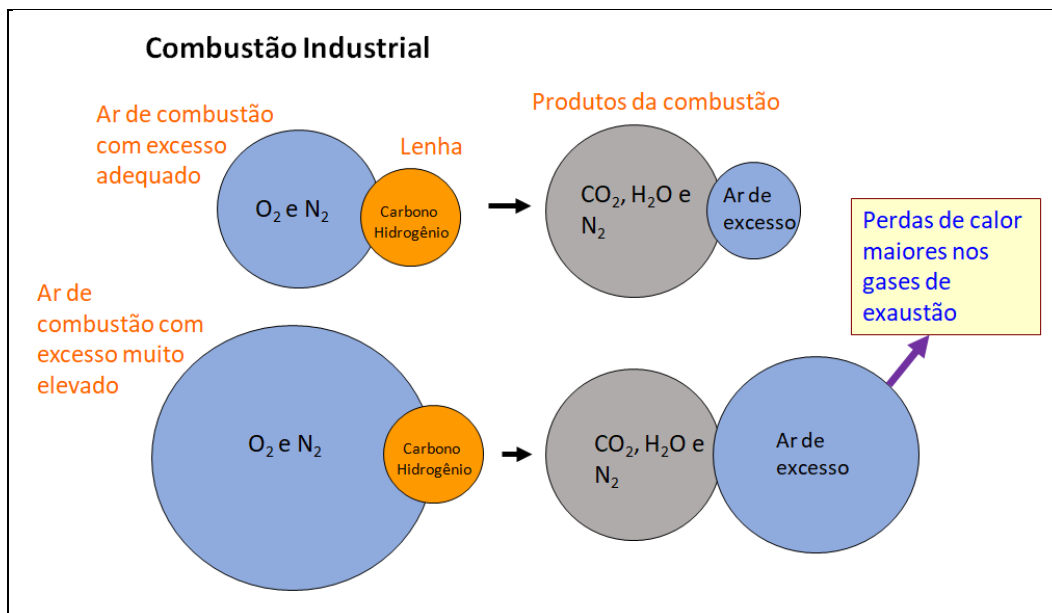 Combustão Industrial
Ar de combustão
com excesso
adequado
O₂ e N₂
Lenha
Carbono
Hidrogênio
Produtos da combustão
CO₂, H₂O e
N₂
Ar de
excesso
Perdas de calor
maiores nos
gases de
exaustão
Ar de
combustão com
excesso muito
elevado
O₂ e N₂
Carbono
Hidrogênio
CO₂, H₂O e
N₂
Ar de
excesso